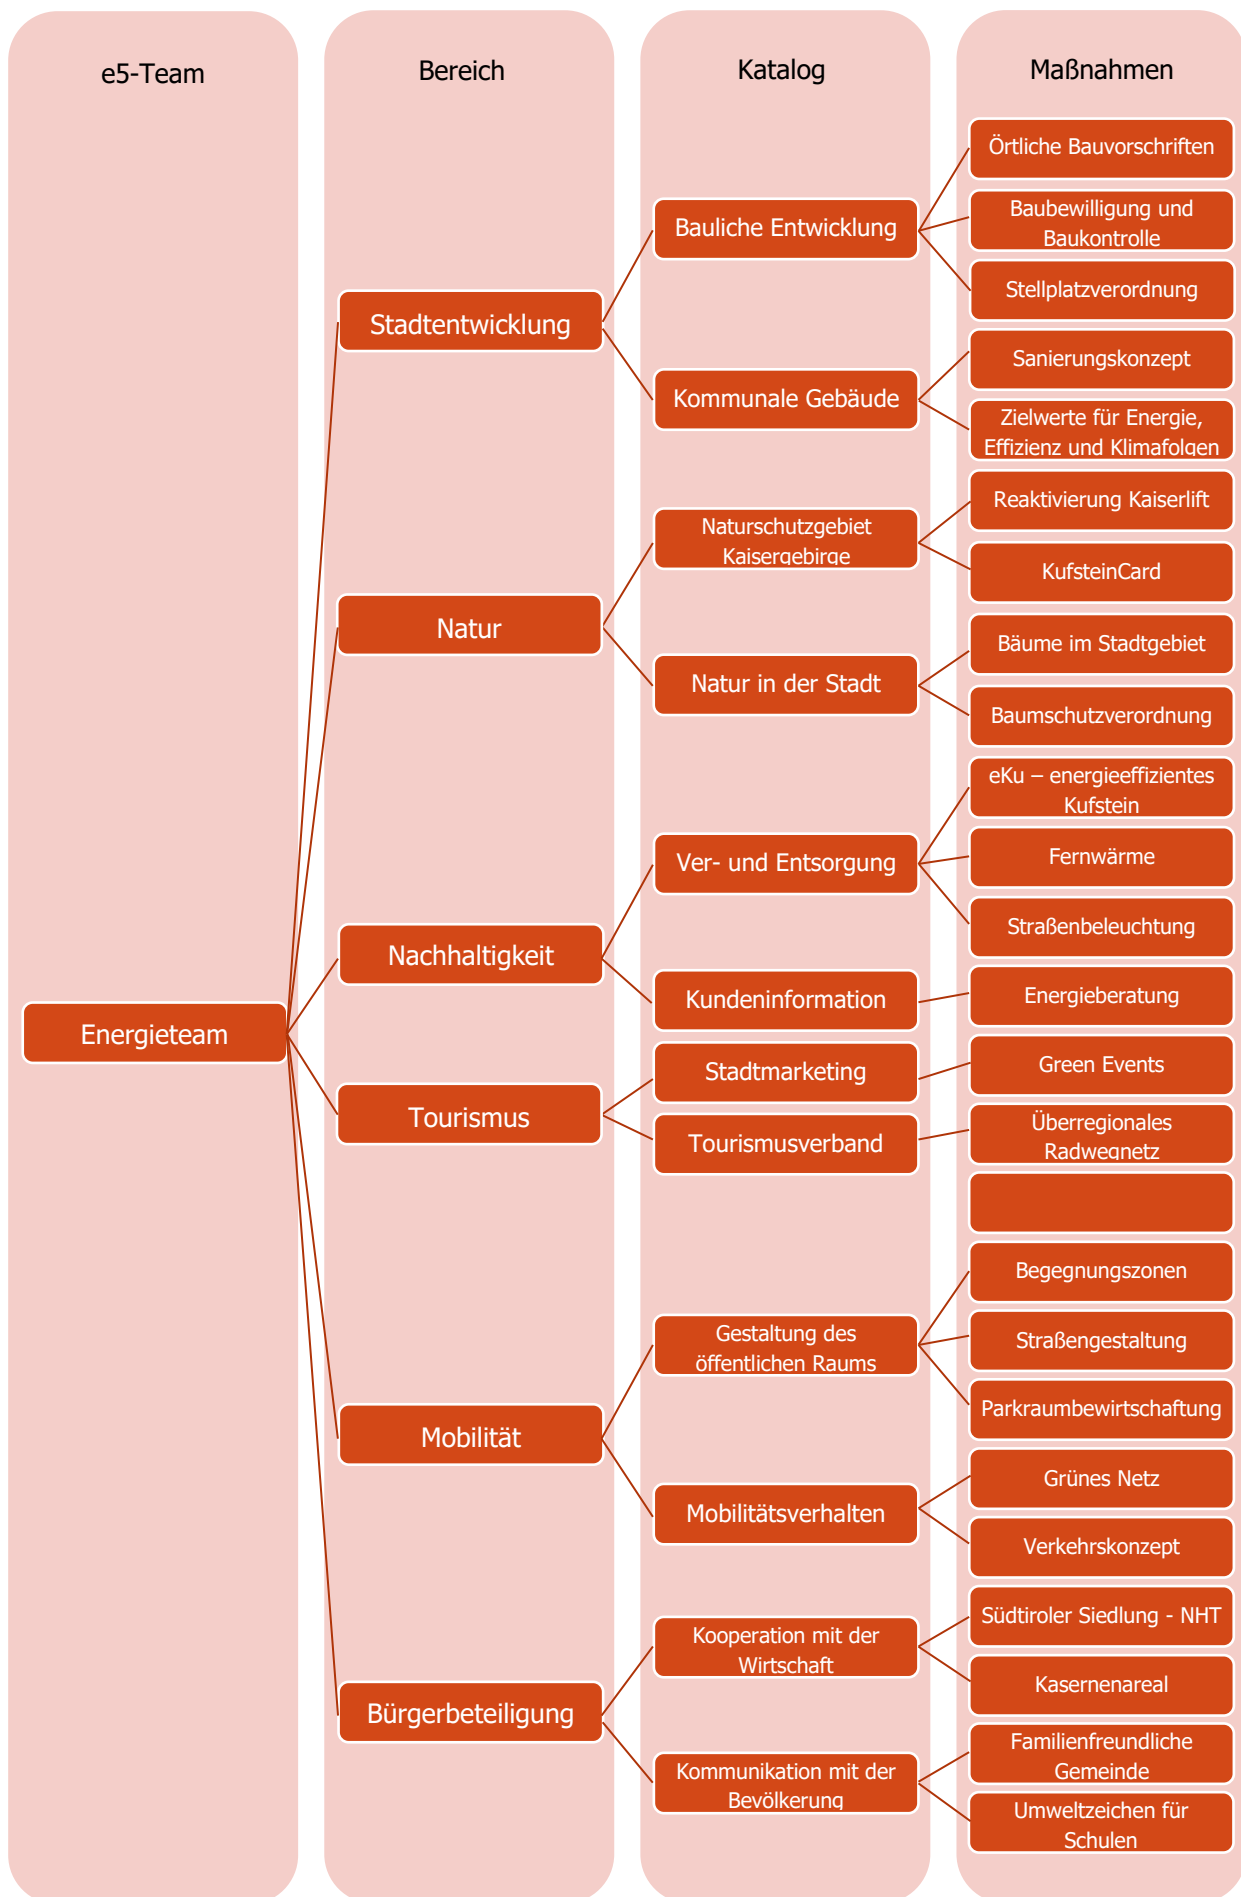 e5-Team
Bereich
Katalog
Maßnahmen
Energieteam
Stadtentwicklung
Bauliche Entwicklung
Örtliche Bauvorschriften
Baubewilligung und
Baukontrolle
Stellplatzverordnung
Kommunale Gebäude
Sanierungskonzept
Zielwerte für Energie,
Effizienz und Klimafolgen
Natur
Naturschutzgebiet
Kaisergebirge
Reaktivierung Kaiserlift
KufsteinCard
Natur in der Stadt
Bäume im Stadtgebiet
Baumschutzverordnung
Nachhaltigkeit
Ver- und Entsorgung
eKu – energieeffizientes
Kufstein
Fernwärme
Straßenbeleuchtung
Kundeninformation
Energieberatung
Tourismus
Stadtmarketing
Green Events
Tourismusverband
Überregionales
Radwegnetz
Mobilität
Gestaltung des
öffentlichen Raums
Begegnungszonen
Straßengestaltung
Parkraumbewirtschaftung
Mobilitätsverhalten
Grünes Netz
Verkehrskonzept
Bürgerbeteiligung
Kooperation mit der
Wirtschaft
Südtiroler Siedlung - NHT
Kasernenareal
Kommunikation mit der
Bevölkerung
Familienfreundliche
Gemeinde
Umweltzeichen für
Schulen